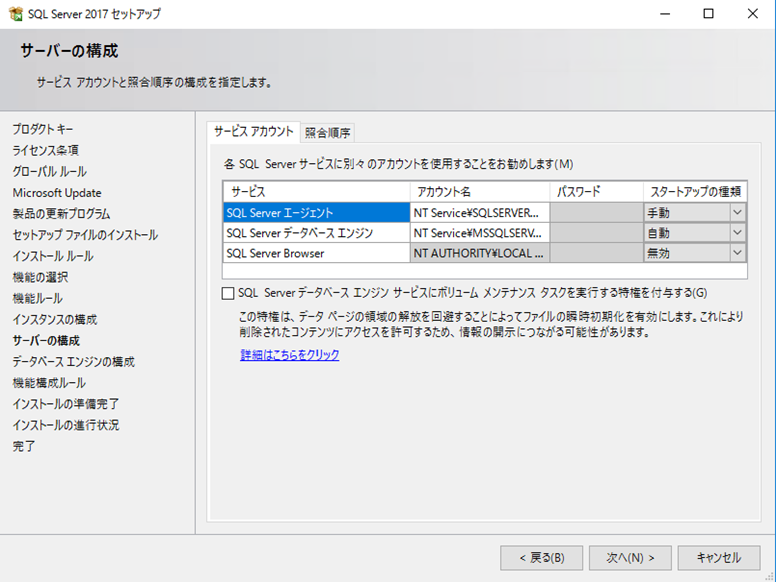 SQL Server 2017 セットアップ
サーバーの構成
サービス アカウントと照合順序の構成を指定します。
プロダクト キー
ライセンス条項
グローバル ルール
Microsoft Update
製品の更新プログラム
セットアップ ファイルのインストール
インストール ルール
機能の選択
機能ルール
インスタンスの構成
サーバーの構成
データベース エンジンの構成
機能構成ルール
インストールの準備完了
インストールの進行状況
完了
サービス アカウント 照合順序
各 SQL Server サービスに別々のアカウントを使用することをお勧めします(M)
サービス アカウント名 パスワード スタートアップの種類
SQL Server エージェント NT Service¥SQLSERVER... 手動
SQL Server データベース エンジン NT Service¥MSSQLSERV... 自動
SQL Server Browser NT AUTHORITY¥LOCAL ... 無効
SQL Server データベース エンジン サービスにボリューム メンテナンス タスクを実行する特権を付与する(G)
この特権は、データ ページの領域の解放を回避することによってファイルの瞬時初期化を有効にします。これにより
削除されたコンテンツにアクセスを許可するため、情報の開示につながる可能性があります。
詳細はこちらをクリック
< 戻る(B) 次へ(N) > キャンセル